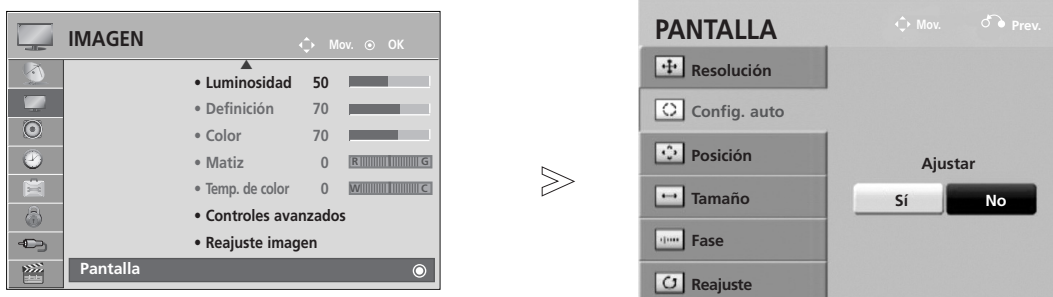 IMAGEN
Mov. OK
• Luminosidad 50
• Definición 70
• Color 70
• Matiz 0 R G
• Temp. de color 0 W C
• Controles avanzados
• Reajuste imagen
Pantalla
PANTALLA
Mov. Prev.
Resolución
Config. auto
Posición
Tamaño
Fase
Reajuste
Ajustar
Sí No